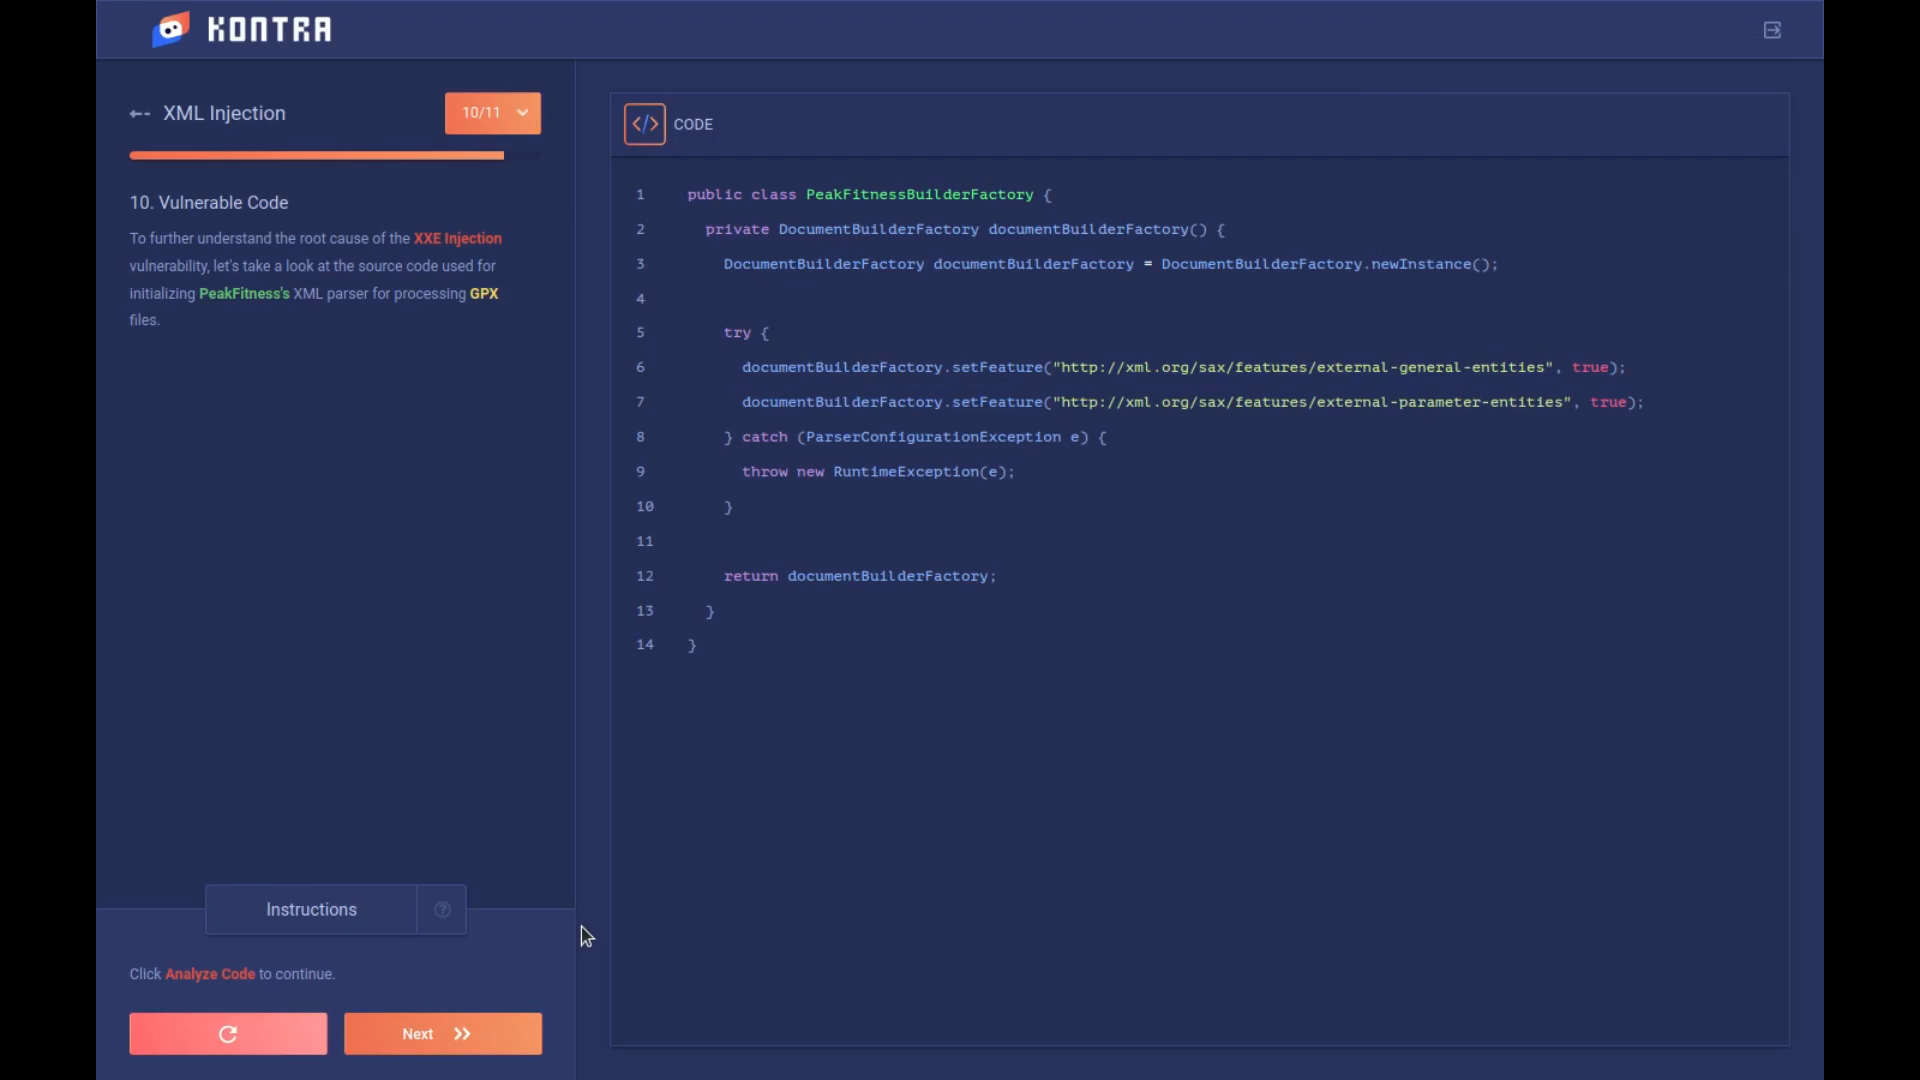 KONTRA
XML Injection
10/11
10. Vulnerable Code
To further understand the root cause of the XXE Injection
vulnerability, let's take a look at the source code used for
initializing PeakFitness's XML parser for processing GPX
files.
Instructions
Click Analyze Code to continue.
Next
</> CODE
1 public class PeakFitnessBuilderFactory {
2 private DocumentBuilderFactory documentBuilderFactory() {
3 DocumentBuilderFactory documentBuilderFactory = DocumentBuilderFactory.newInstance();
4
5 try {
6 documentBuilderFactory.setFeature("http://xml.org/sax/features/external-general-entities", true);
7 documentBuilderFactory.setFeature("http://xml.org/sax/features/external-parameter-entities", true);
8 } catch (ParserConfigurationException e) {
9 throw new RuntimeException(e);
10 }
11
12 return documentBuilderFactory;
13 }
14 }